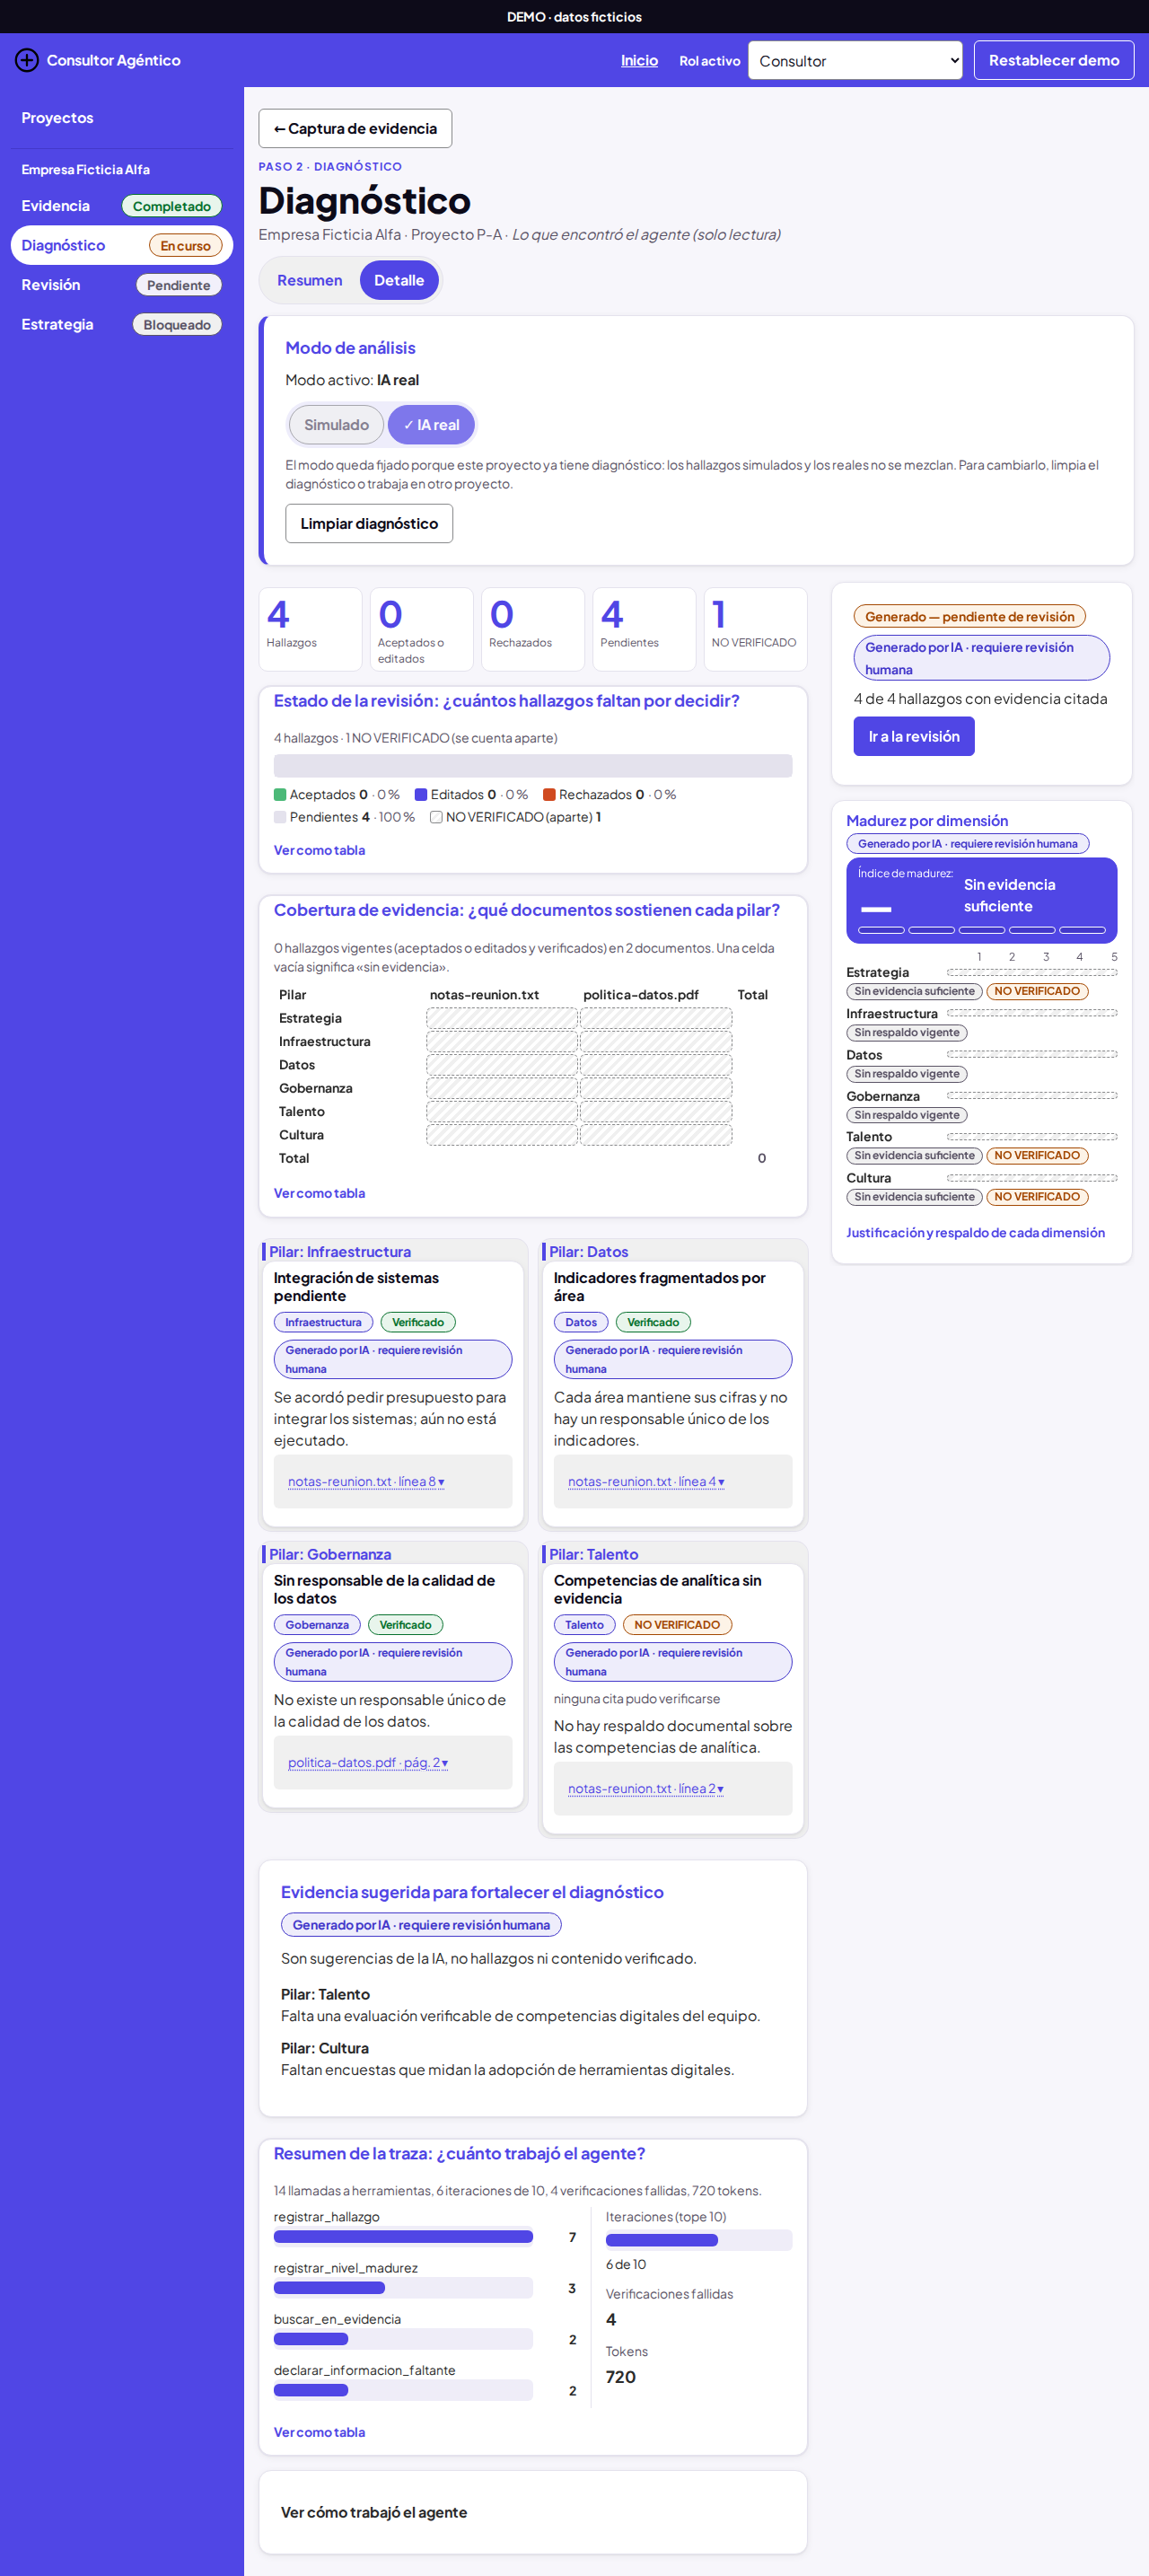 DEMO · datos ficticios
Consultor Agéntico
Inicio
Rol activo
Consultor
Restablecer demo
Proyectos
Empresa Ficticia Alfa
Evidencia
Completado
Diagnóstico
En curso
Revisión
Pendiente
Estrategia
Bloqueado
← Captura de evidencia
PASO 2 · DIAGNÓSTICO
Diagnóstico
Empresa Ficticia Alfa · Proyecto P-A · Lo que encontró el agente (solo lectura)
Resumen
Detalle
Modo de análisis
Modo activo: IA real
Simulado
✓ IA real
El modo queda fijado porque este proyecto ya tiene diagnóstico: los hallazgos simulados y los reales no se mezclan. Para cambiarlo, limpia el
diagnóstico o trabaja en otro proyecto.
Limpiar diagnóstico
4
Hallazgos
0
Aceptados o
editados
0
Rechazados
4
Pendientes
1
NO VERIFICADO
Estado de la revisión: ¿cuántos hallazgos faltan por decidir?
4 hallazgos · 1 NO VERIFICADO (se cuenta aparte)
Aceptados 0 · 0 %
Editados 0 · 0 %
Rechazados 0 · 0 %
Pendientes 4 · 100 %
NO VERIFICADO (aparte) 1
Ver como tabla
Cobertura de evidencia: ¿qué documentos sostienen cada pilar?
0 hallazgos vigentes (aceptados o editados y verificados) en 2 documentos. Una celda
vacía significa «sin evidencia».
Pilar
notas-reunion.txt
politica-datos.pdf
Total
Estrategia
Infraestructura
Datos
Gobernanza
Talento
Cultura
Total
0
Ver como tabla
Pilar: Infraestructura
Integración de sistemas
pendiente
Infraestructura
Verificado
Generado por IA · requiere revisión
humana
Se acordó pedir presupuesto para
integrar los sistemas; aún no está
ejecutado.
notas-reunion.txt · línea 8 ▾
Pilar: Datos
Indicadores fragmentados por
área
Datos
Verificado
Generado por IA · requiere revisión
humana
Cada área mantiene sus cifras y no
hay un responsable único de los
indicadores.
notas-reunion.txt · línea 4 ▾
Pilar: Gobernanza
Sin responsable de la calidad de
los datos
Gobernanza
Verificado
Generado por IA · requiere revisión
humana
No existe un responsable único de
la calidad de los datos.
politica-datos.pdf · pág. 2 ▾
Pilar: Talento
Competencias de analítica sin
evidencia
Talento
NO VERIFICADO
Generado por IA · requiere revisión
humana
ninguna cita pudo verificarse
No hay respaldo documental sobre
las competencias de analítica.
notas-reunion.txt · línea 2 ▾
Evidencia sugerida para fortalecer el diagnóstico
Generado por IA · requiere revisión humana
Son sugerencias de la IA, no hallazgos ni contenido verificado.
Pilar: Talento
Falta una evaluación verificable de competencias digitales del equipo.
Pilar: Cultura
Faltan encuestas que midan la adopción de herramientas digitales.
Resumen de la traza: ¿cuánto trabajó el agente?
14 llamadas a herramientas, 6 iteraciones de 10, 4 verificaciones fallidas, 720 tokens.
registrar_hallazgo
7
registrar_nivel_madurez
3
buscar_en_evidencia
2
declarar_informacion_faltante
2
Iteraciones (tope 10)
6 de 10
Verificaciones fallidas
4
Tokens
720
Ver como tabla
Ver cómo trabajó el agente
Generado — pendiente de revisión
Generado por IA · requiere revisión
humana
4 de 4 hallazgos con evidencia citada
Ir a la revisión
Madurez por dimensión
Generado por IA · requiere revisión humana
Índice de madurez:
—
Sin evidencia
suficiente
1 2 3 4 5
Estrategia
Sin evidencia suficiente
NO VERIFICADO
Infraestructura
Sin respaldo vigente
Datos
Sin respaldo vigente
Gobernanza
Sin respaldo vigente
Talento
Sin evidencia suficiente
NO VERIFICADO
Cultura
Sin evidencia suficiente
NO VERIFICADO
Justificación y respaldo de cada dimensión